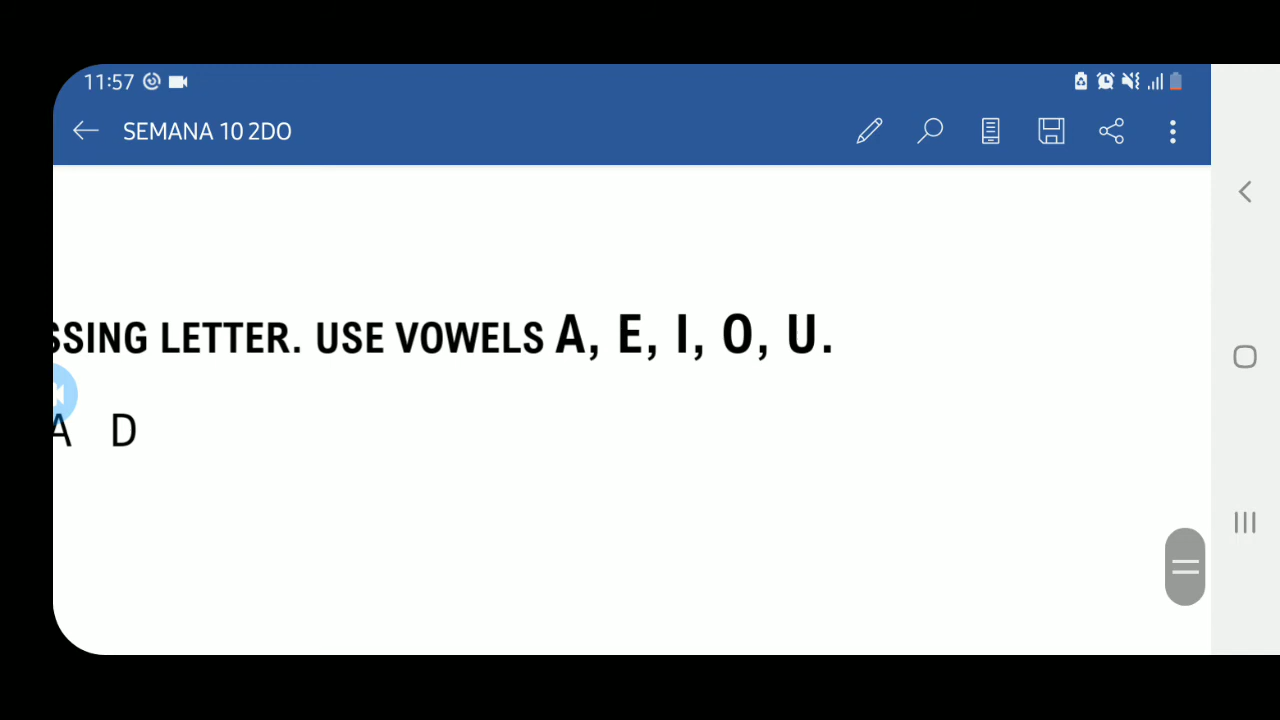 11:57
SEMANA 10 2DO
SSING LETTER. USE VOWELS A, E, I, O, U.
A D